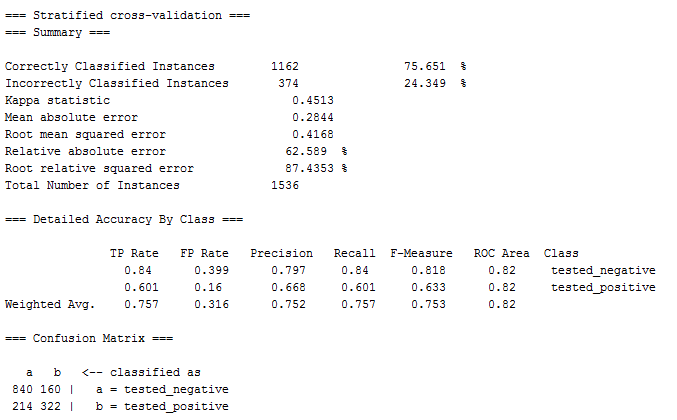 === Stratified cross-validation ===
=== Summary ===
Correctly Classified Instances 1162 75.651 %
Incorrectly Classified Instances 374 24.349 %
Kappa statistic 0.4513
Mean absolute error 0.2844
Root mean squared error 0.4168
Relative absolute error 62.589 %
Root relative squared error 87.4353 %
Total Number of Instances 1536
=== Detailed Accuracy By Class ===
TP Rate FP Rate Precision Recall F-Measure ROC Area Class
0.84 0.399 0.797 0.84 0.818 0.82 tested_negative
0.601 0.16 0.668 0.601 0.633 0.82 tested_positive
Weighted Avg. 0.757 0.316 0.752 0.757 0.753 0.82
=== Confusion Matrix ===
a b <-- classified as
840 160 | a = tested_negative
214 322 | b = tested_positive